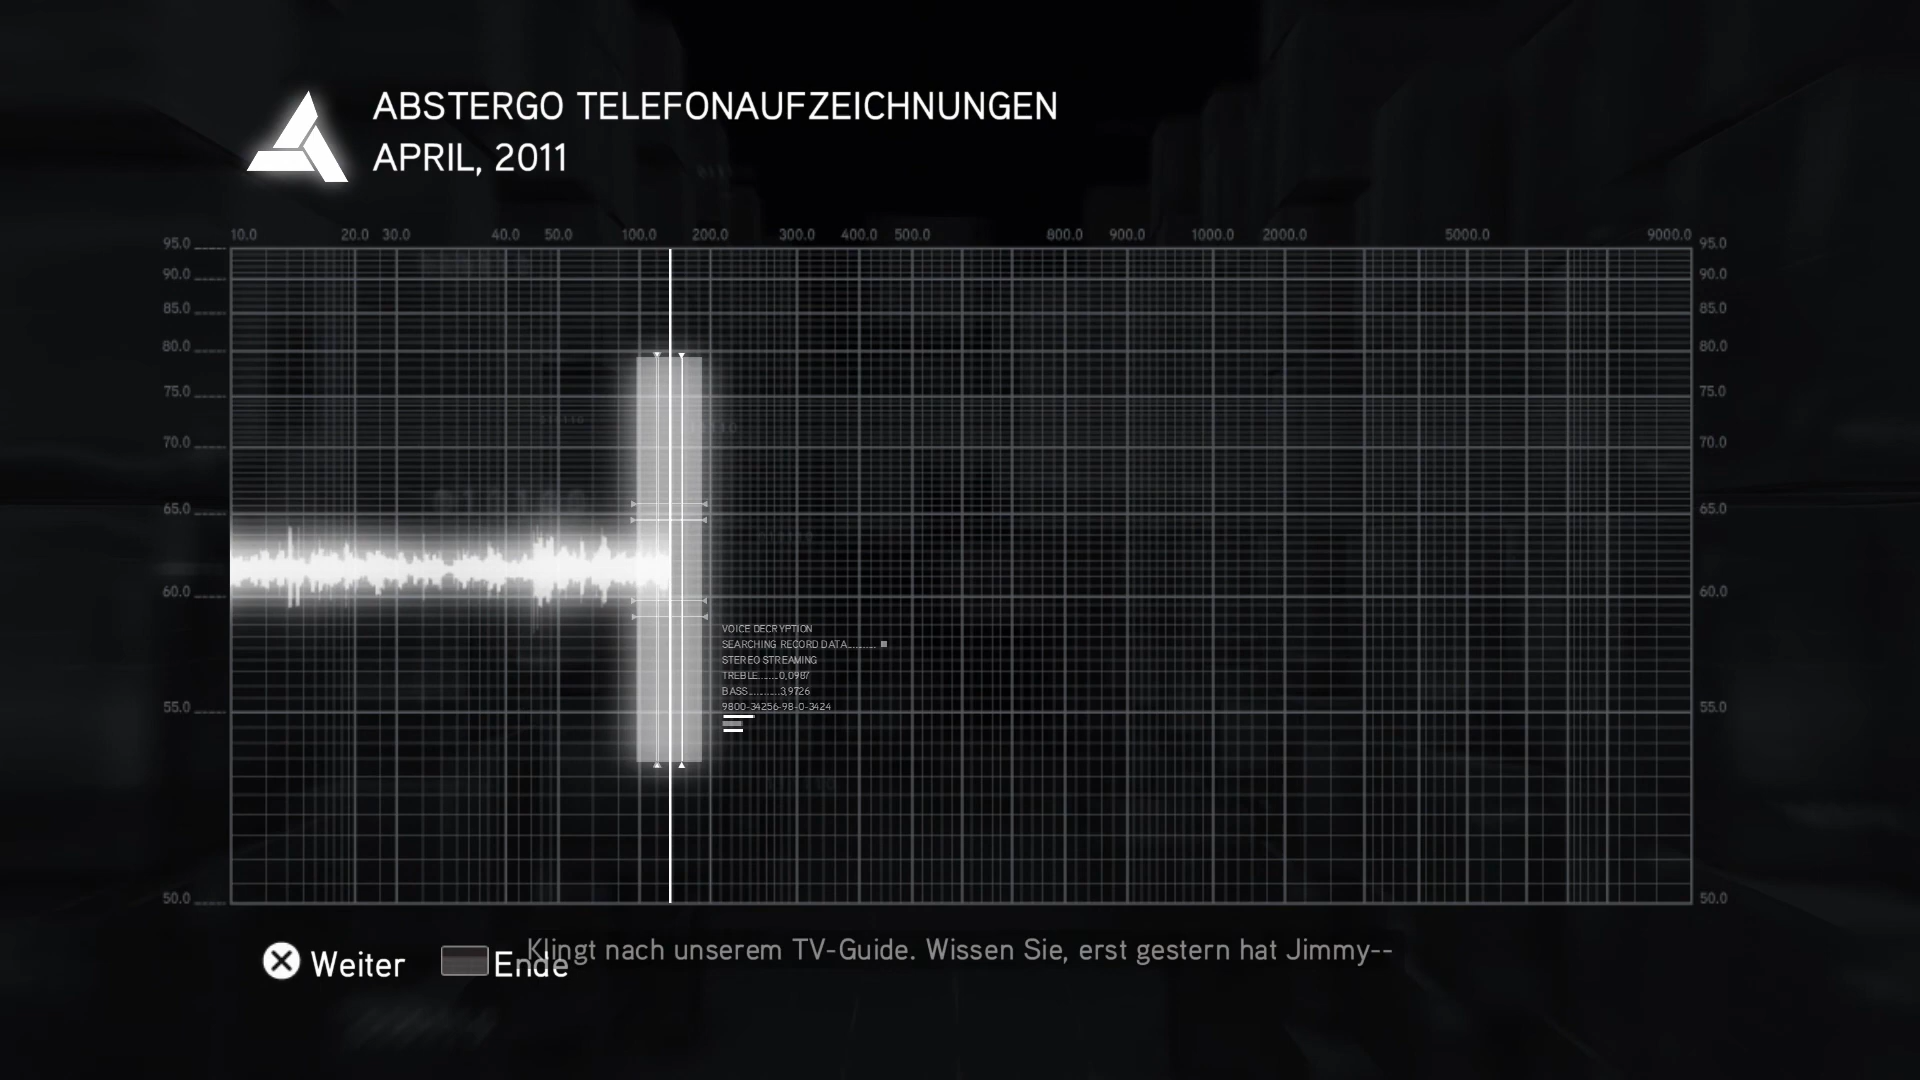 ABSTERGO TELEFONAUFZEICHNUNGEN
APRIL, 2011
10.0 20.0 30.0 40.0 50.0 100.0 200.0 300.0 400.0 500.0 800.0 900.0 1000.0 2000.0 5000.0 9000.0
95.0 95.0
90.0 90.0
85.0 85.0
80.0 80.0
75.0 75.0
70.0 70.0
65.0 65.0
60.0 60.0
VOICE DECRYPTION
SEARCHING RECORD DATA..........
STEREO STREAMING
TREBLE.......0,0987
BASS...........3,9726
9800-34256-98-0-3424
55.0 55.0
50.0 50.0
Klingt nach unserem TV-Guide. Wissen Sie, erst gestern hat Jimmy--
Weiter Ende